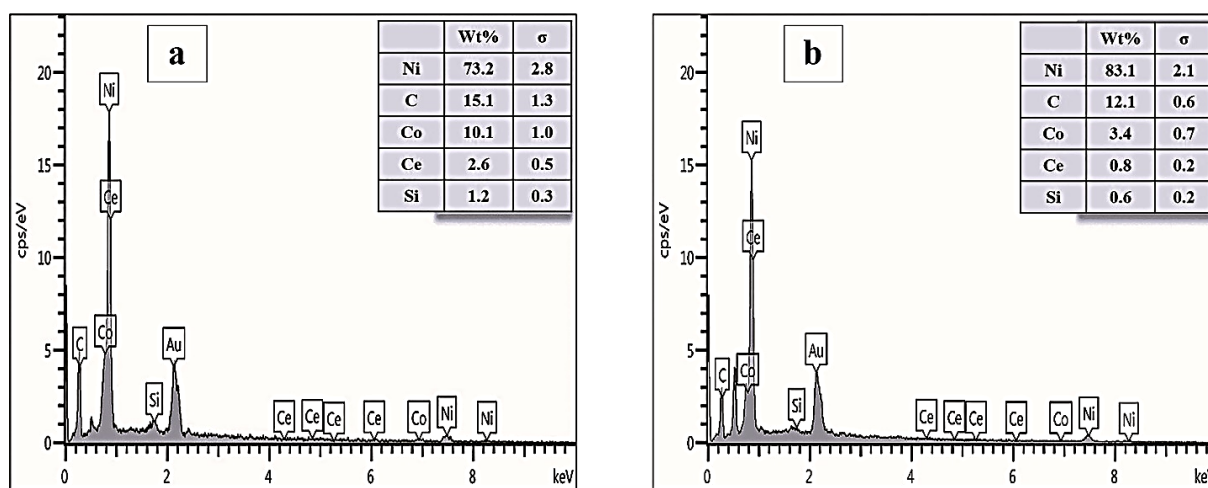 a
Wt% σ
Ni 73.2 2.8
C 15.1 1.3
Co 10.1 1.0
Ce 2.6 0.5
Si 1.2 0.3
cps/eV
20
15
10
5
0
Ni
Ce
Co
C
Si
Au
Ce Ce Ce Ce Co Ni Ni
0 2 4 6 8 keV
b
Wt% σ
Ni 83.1 2.1
C 12.1 0.6
Co 3.4 0.7
Ce 0.8 0.2
Si 0.6 0.2
cps/eV
20
15
10
5
0
Ni
Ce
Co
C
Si
Au
Ce Ce Ce Ce Co Ni Ni
0 2 4 6 8 keV